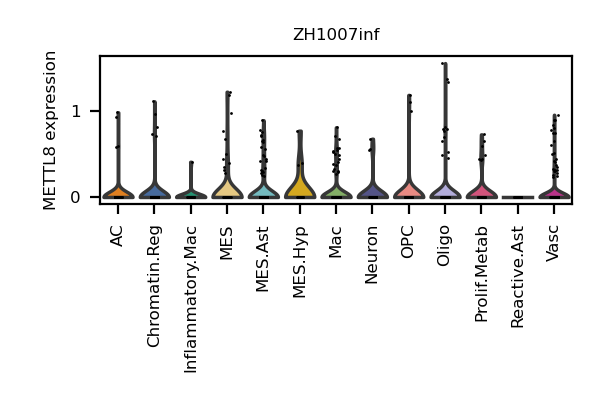 ZH1007inf
METTL8 expression
1
0
AC
Chromatin.Reg
Inflammatory.Mac
MES
MES.Ast
MES.Hyp
Mac
Neuron
OPC
Oligo
Prolif.Metab
Reactive.Ast
Vasc